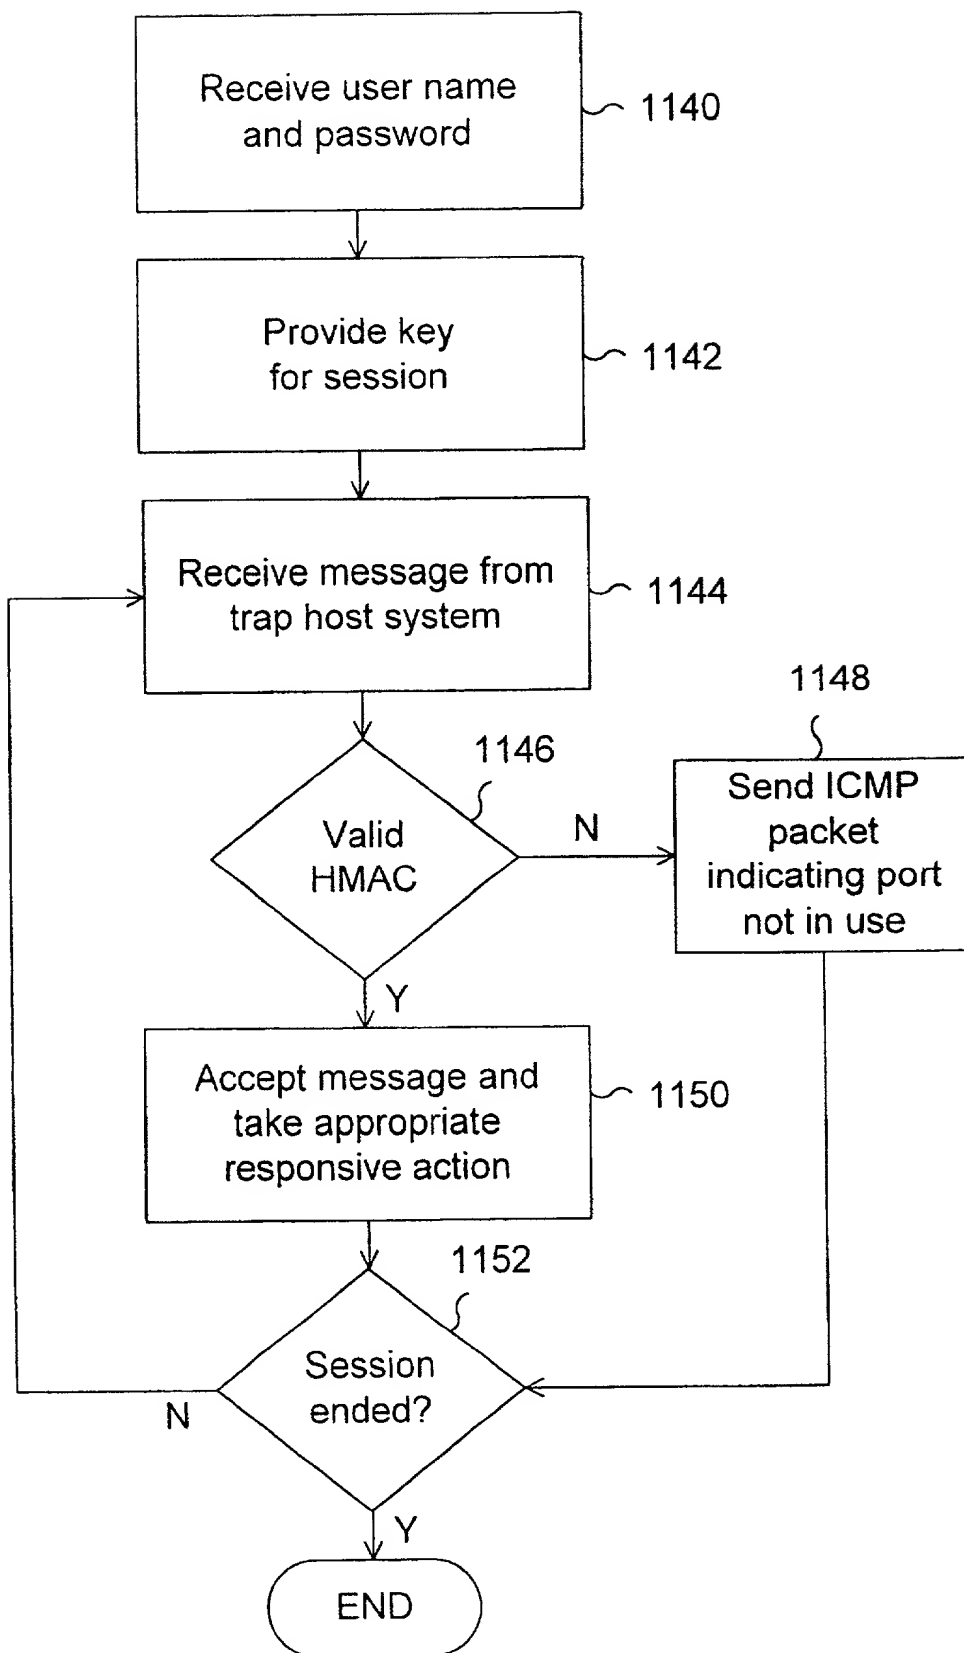 Receive user name
and password
1140
Provide key
for session
1142
Receive message from
trap host system
1144
1146
Valid
HMAC
N
1148
Send ICMP
packet
indicating port
not in use
Y
Accept message and
take appropriate
responsive action
1150
1152
Session
ended?
N
Y
END